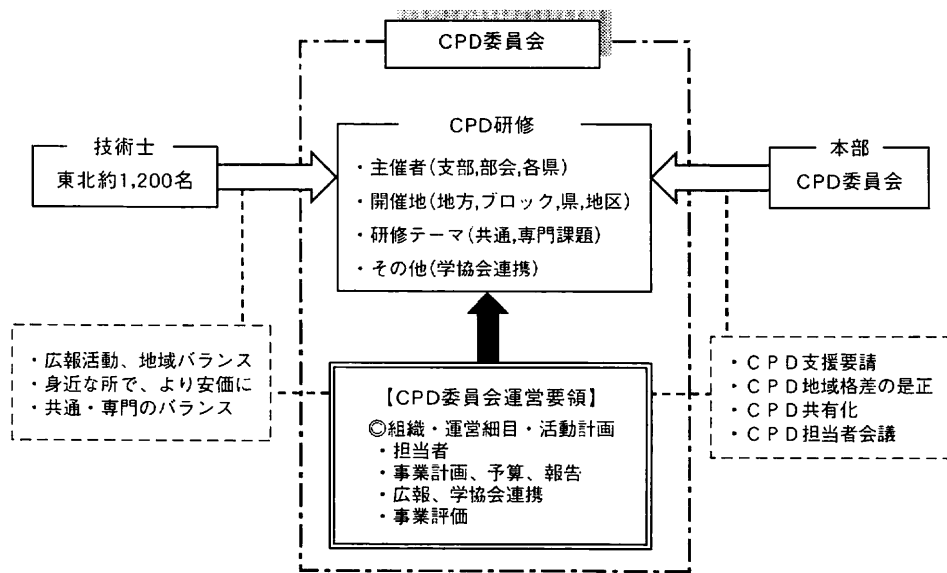 CPD委員会
CPD研修
・主催者(支部,部会,各県)
・開催地(地方,ブロック,県,地区)
・研修テーマ(共通,専門課題)
・その他(学協会連携)
技術士
東北約1,200名
本部
CPD委員会
・広報活動、地域バランス
・身近な所で、より安価に
・共通・専門のバランス
【CPD委員会運営要領】
◎組織・運営細目・活動計画
・担当者
・事業計画、予算、報告
・広報、学協会連携
・事業評価
・CPD支援要請
・CPD地域格差の是正
・CPD共有化
・CPD担当者会議